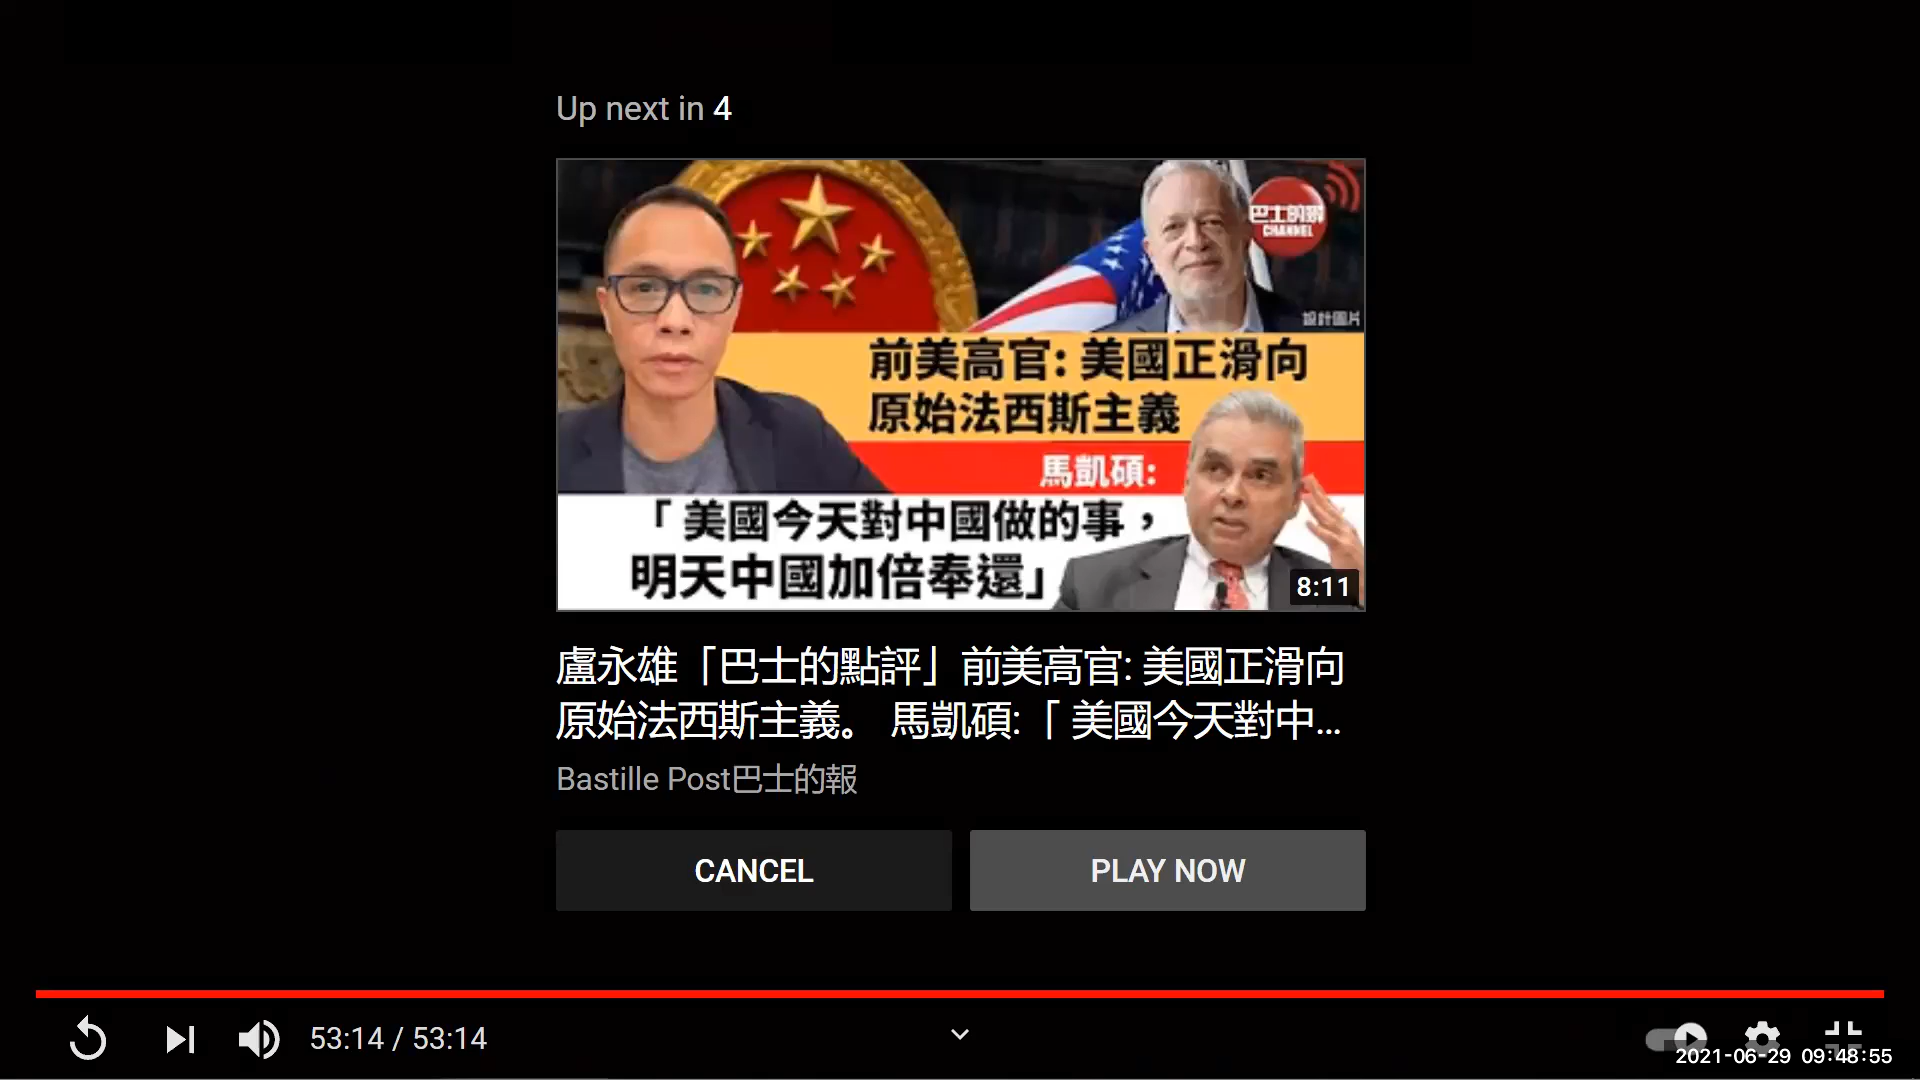 Up next in 4
巴士的報
CHANNEL
設計圖片
前美高官: 美國正滑向
原始法西斯主義
馬凱碩:
「美國今天對中國做的事，
明天中國加倍奉還」
8:11
盧永雄「巴士的點評」前美高官: 美國正滑向
原始法西斯主義。 馬凱碩:「 美國今天對中...
Bastille Post巴士的報
CANCEL
PLAY NOW
53:14 / 53:14
2021-06-29 09:48:55